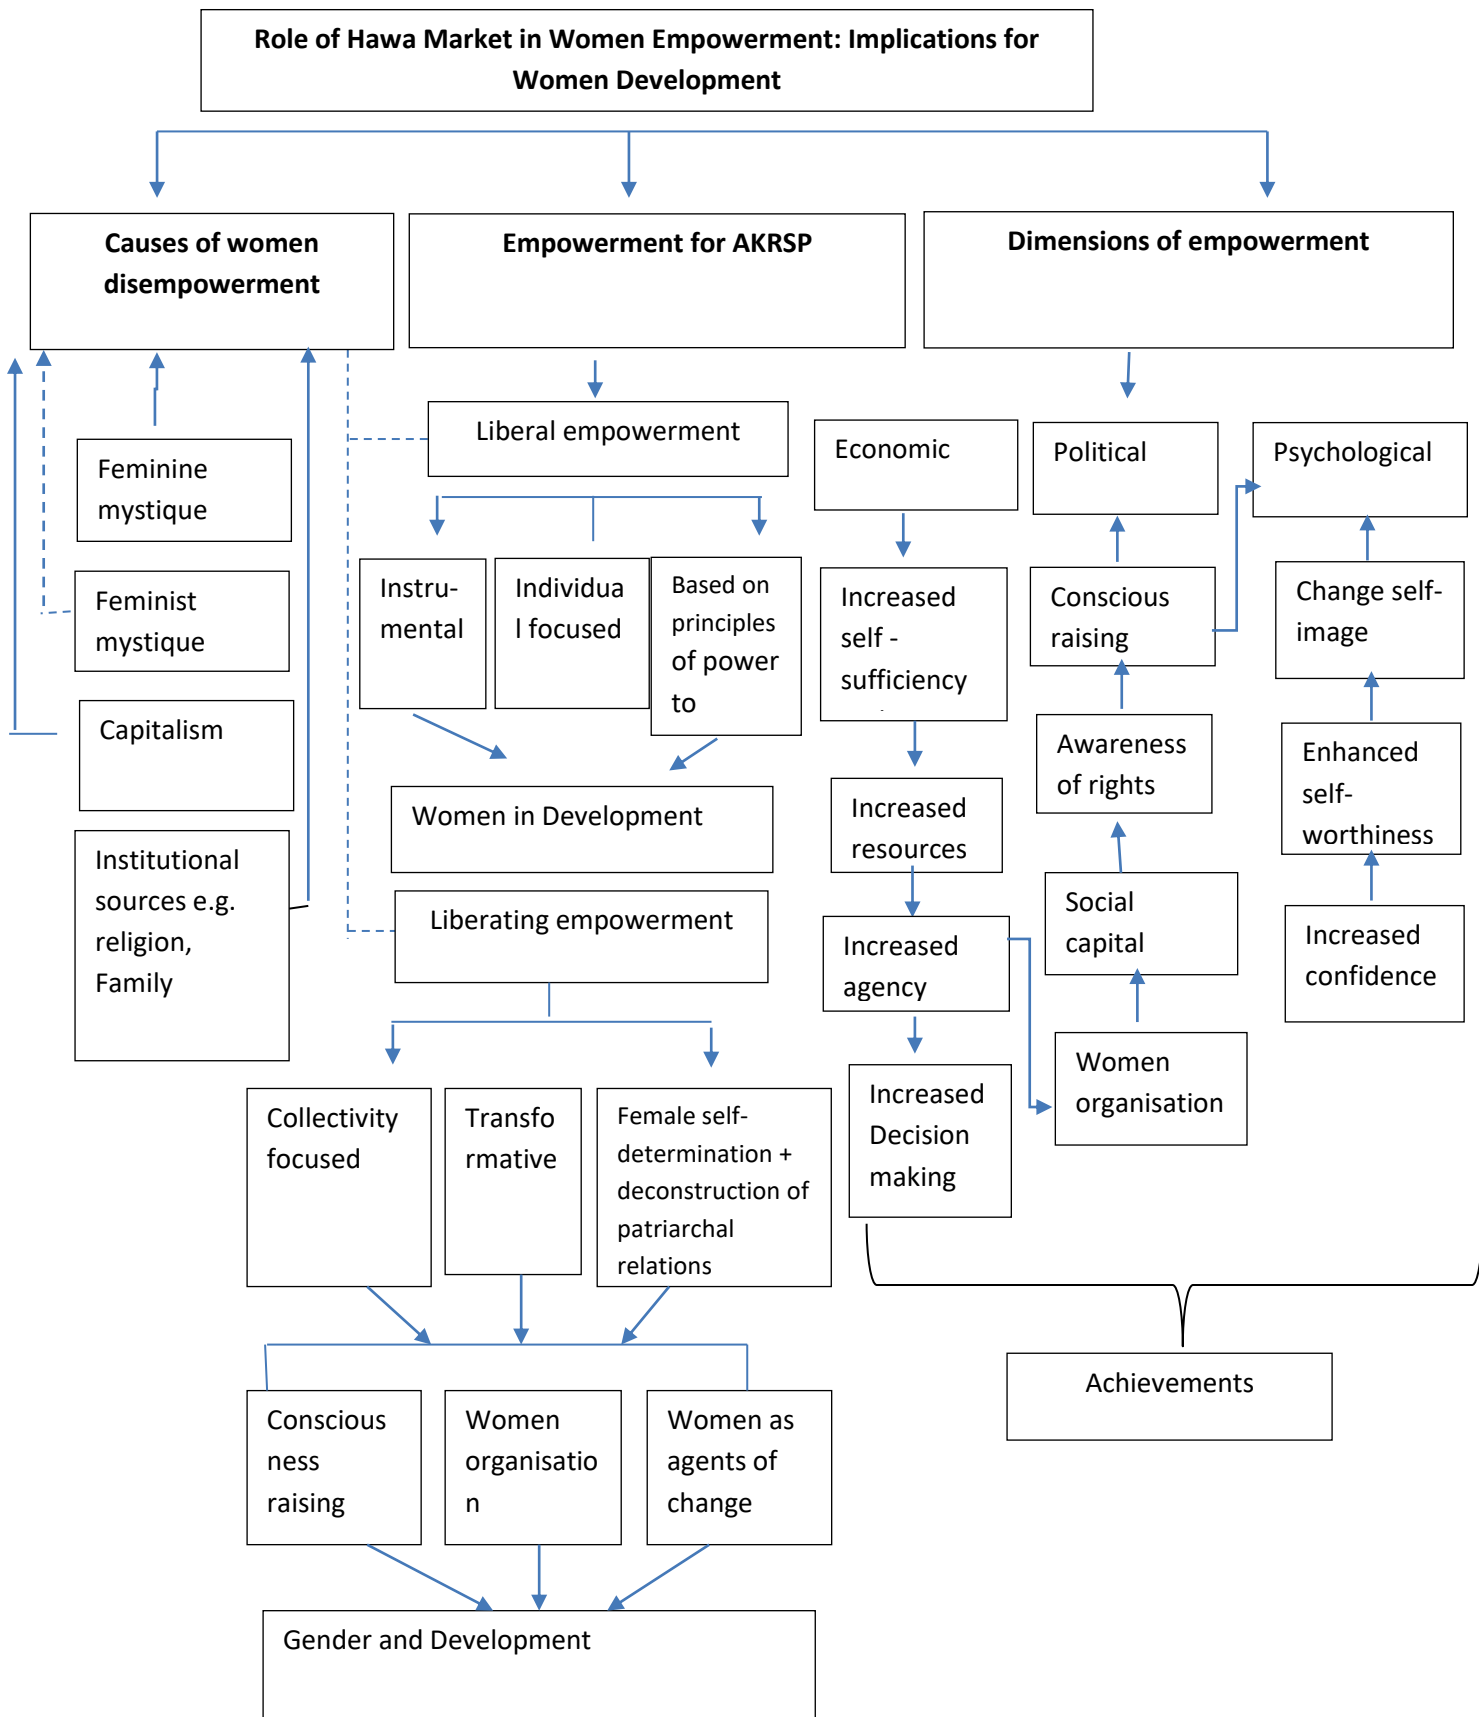 Role of Hawa Market in Women Empowerment: Implications for
Women Development
Causes of women
disempowerment
Empowerment for AKRSP
Dimensions of empowerment
Liberal empowerment
Economic
Political
Psychological
Feminine
mystique
Feminist
mystique
Capitalism
Institutional
sources e.g.
religion,
Family
Instru-
mental
Individua
l focused
Based on
principles
of power
to
Women in Development
Liberating empowerment
Collectivity
focused
Transfo
rmative
Female self-
determination +
deconstruction of
patriarchal
relations
Conscious
ness
raising
Women
organisatio
n
Women as
agents of
change
Gender and Development
Increased
self -
sufficiency
Increased
resources
Increased
agency
Increased
Decision
making
Conscious
raising
Awareness
of rights
Social
capital
Women
organisation
Change self-
image
Enhanced
self-
worthiness
Increased
confidence
Achievements